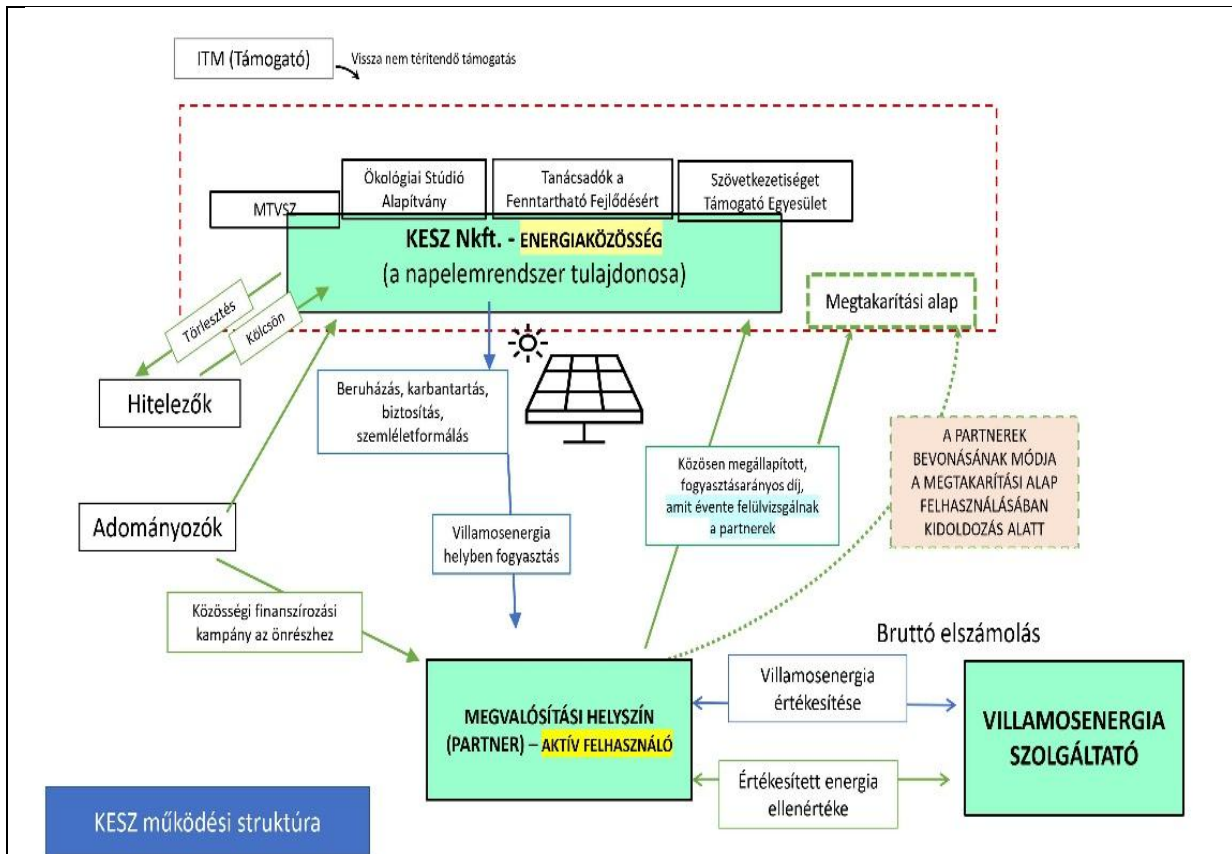 ITM (Támogató)
Vissza nem térítendő támogatás
MTVSZ
Ökológiai Stúdió
Alapítvány
Tanácsadók a
Fenntartható Fejlődésért
Szövetkezetiséget
Támogató Egyesület
KESZ Nkft. - ENERGIAKÖZÖSSÉG
(a napelemrendszer tulajdonosa)
Megtakarítási alap
Törlesztés
Kölcsön
Hitelezők
Beruházás, karbantartás,
biztosítás,
szemléletformálás
Közösen megállapított,
fogyasztásarányos díj,
amit évente felülvizsgálnak
a partnerek
A PARTNEREK
BEVONÁSÁNAK MÓDJA
A MEGTAKARÍTÁSI ALAP
FELHASZNÁLÁSÁBAN
KIDOLDOZÁS ALATT
Adományozók
Villamosenergia
helyben fogyasztás
Közösségi finanszírozási
kampány az önrészhez
Bruttó elszámolás
MEGVALÓSÍTÁSI HELYSZÍN
(PARTNER) – AKTÍV FELHASZNÁLÓ
Villamosenergia
értékesítése
Értékesített energia
ellenértéke
VILLAMOSENERGIA
SZOLGÁLTATÓ
KESZ működési struktúra